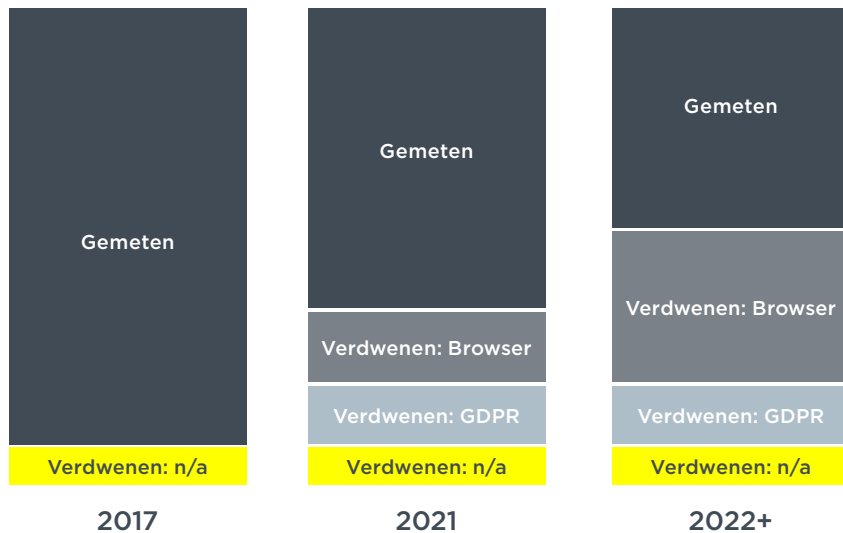 Gemeten
Verdwenen: n/a
2017
Gemeten
Verdwenen: Browser
Verdwenen: GDPR
Verdwenen: n/a
2021
Gemeten
Verdwenen: Browser
Verdwenen: GDPR
Verdwenen: n/a
2022+